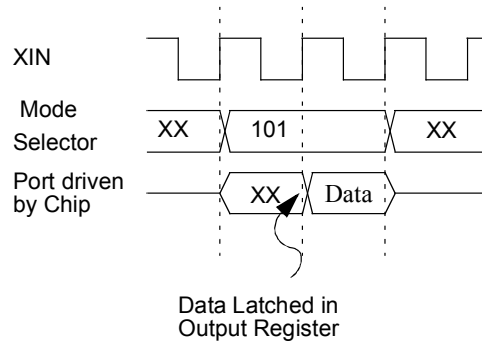 XIN
Mode
Selector
XX 101 XX
Port driven
by Chip
XX Data
Data Latched in
Output Register